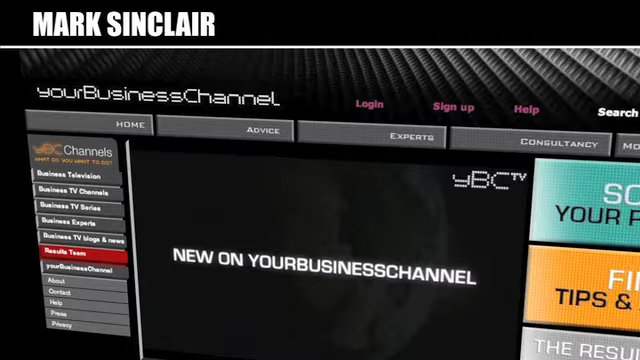 MARK SINCLAIR
yourBusinessChannel
Login
Sign up
Help
Search
HOME
ADVICE
EXPERTS
CONSULTANCY
yBC Channels
WHAT DO YOU WANT TO DO?
Business Television
Business TV Channels
Business TV Series
Business Experts
Business TV blogs & news
Results Team
yourBusinessChannel
About
Contact
Help
Press
Privacy
yBC TV
NEW ON YOURBUSINESSCHANNEL
YOUR
TIPS &
THE